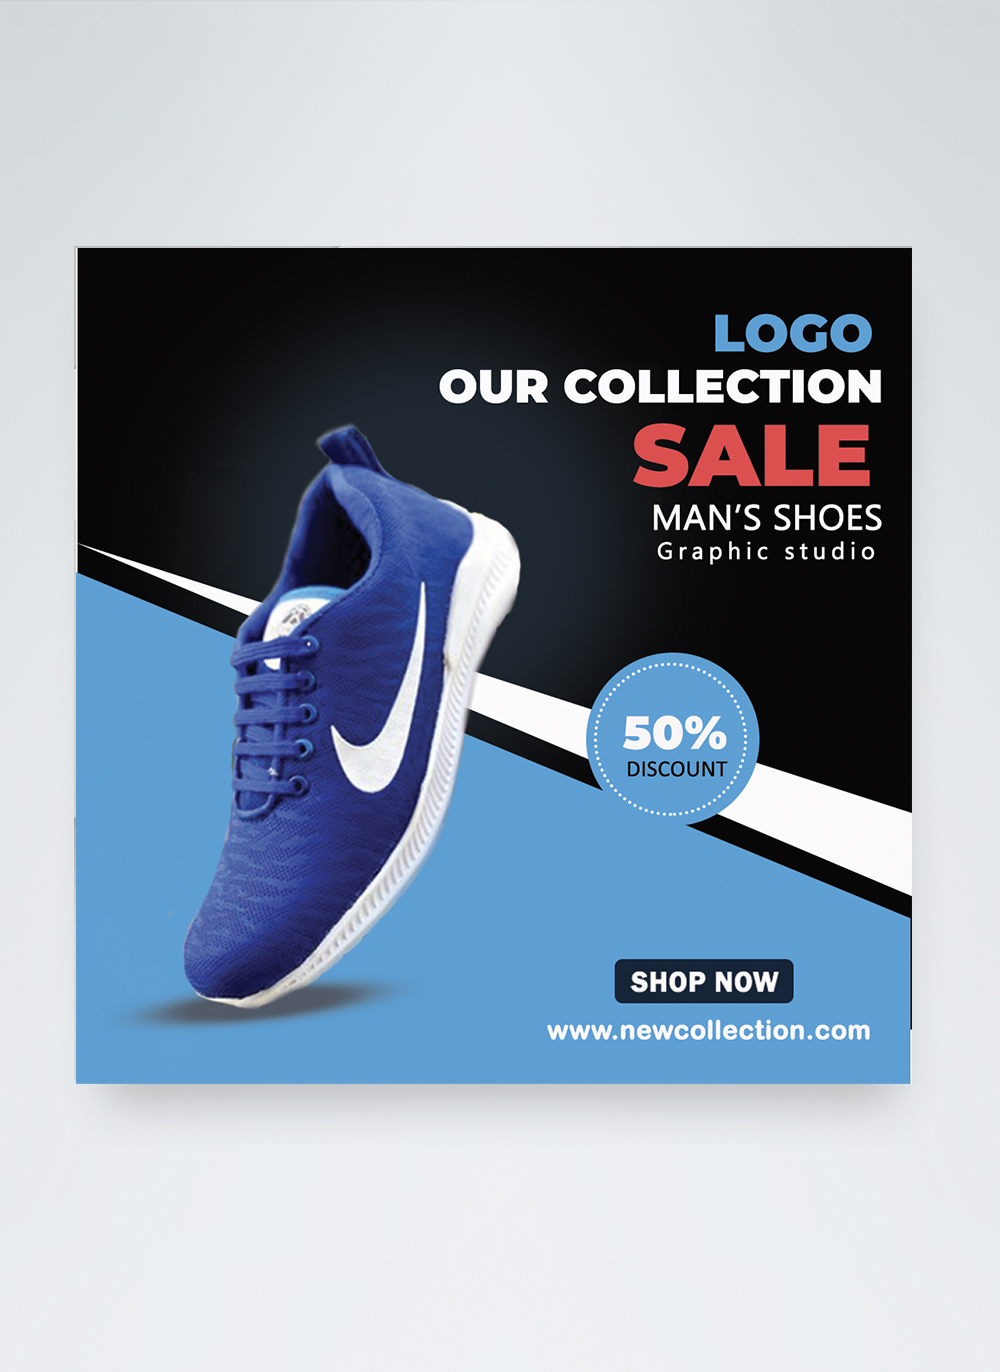 LOGO
OUR COLLECTION
SALE
MAN'S SHOES
Graphic studio
50%
DISCOUNT
SHOP NOW
www.newcollection.com